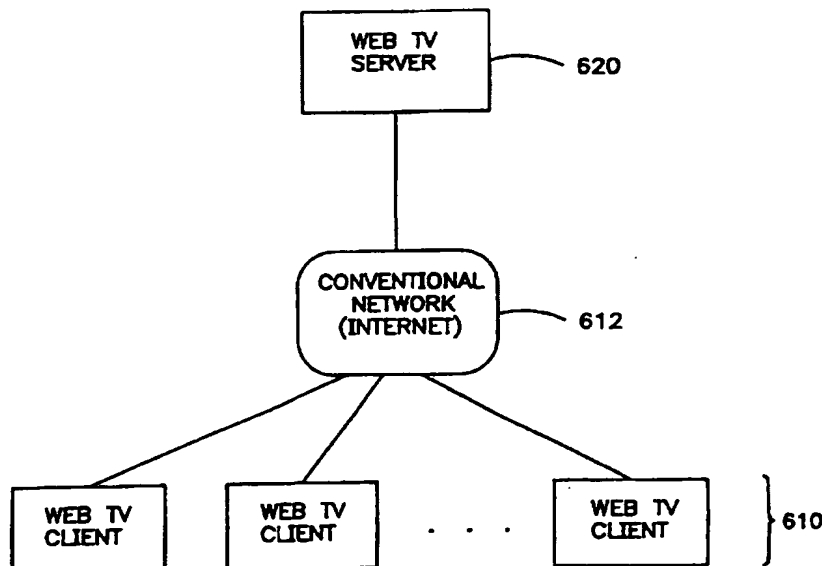 WEB TV
SERVER
620
CONVENTIONAL
NETWORK
(INTERNET)
612
WEB TV
CLIENT
WEB TV
CLIENT
. . .
WEB TV
CLIENT
610